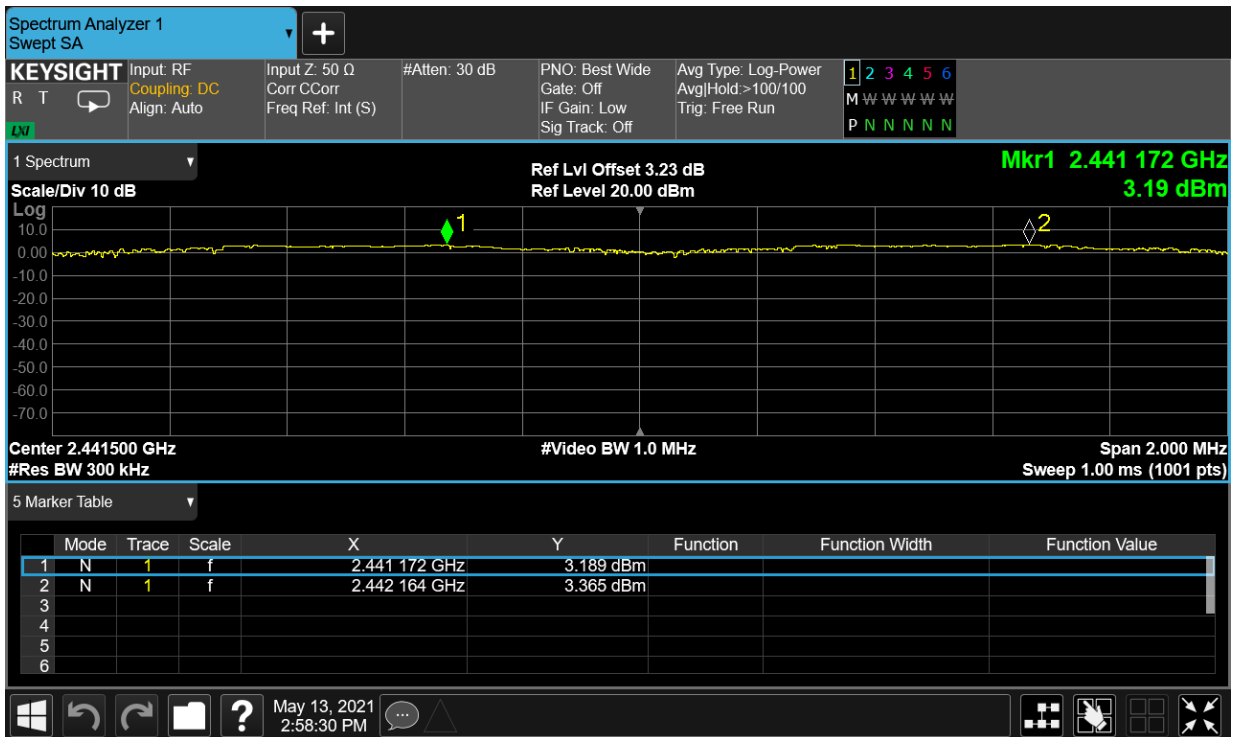 Spectrum Analyzer 1
Swept SA
+
KEYSIGHT
R T
LXI
Input: RF
Coupling: DC
Align: Auto
Input Z: 50 Ω
Corr CCorr
Freq Ref: Int (S)
#Atten: 30 dB
PNO: Best Wide
Gate: Off
IF Gain: Low
Sig Track: Off
Avg Type: Log-Power
Avg|Hold:>100/100
Trig: Free Run
1 2 3 4 5 6
M W W W W W
P N N N N N
1 Spectrum
Scale/Div 10 dB
Ref Lvl Offset 3.23 dB
Ref Level 20.00 dBm
Mkr1 2.441 172 GHz
3.19 dBm
Log
10.0
0.00
-10.0
-20.0
-30.0
-40.0
-50.0
-60.0
-70.0
1
2
Center 2.441500 GHz
#Res BW 300 kHz
#Video BW 1.0 MHz
Span 2.000 MHz
Sweep 1.00 ms (1001 pts)
5 Marker Table
Mode Trace Scale X Y Function Function Width Function Value
1 N 1 f 2.441 172 GHz 3.189 dBm
2 N 1 f 2.442 164 GHz 3.365 dBm
3
4
5
6
?
May 13, 2021
2:58:30 PM